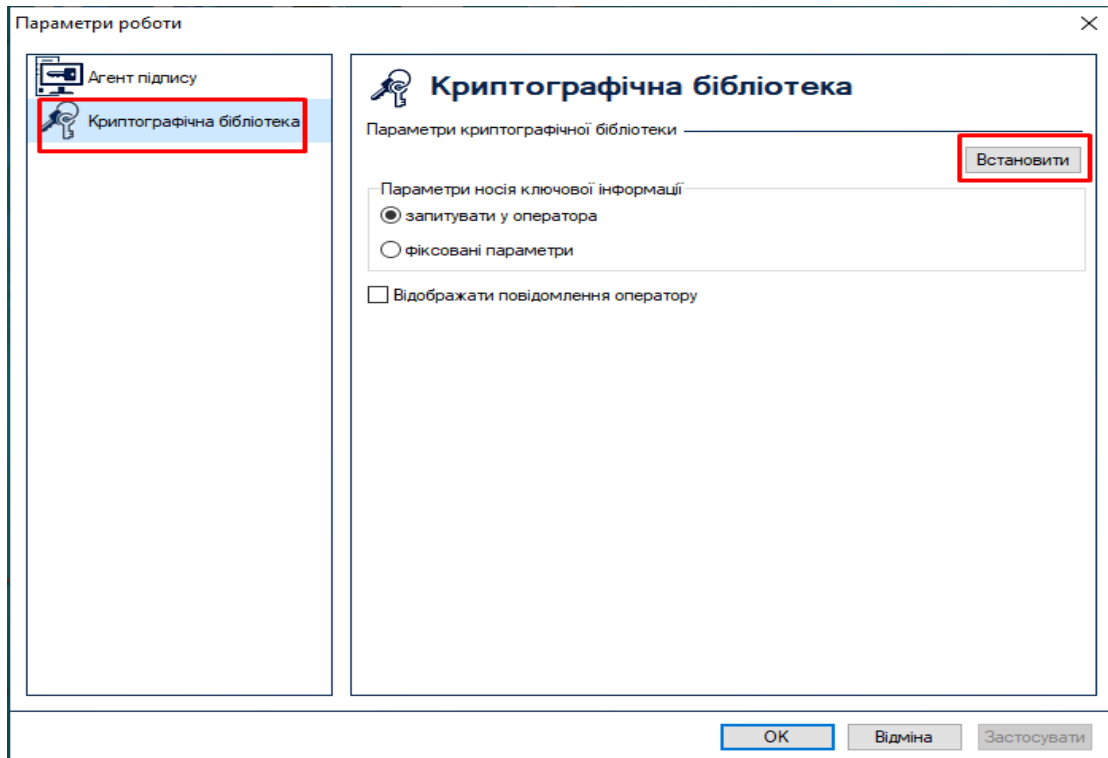 Параметри роботи
Агент підпису
Криптографічна бібліотека
Криптографічна бібліотека
Параметри криптографічної бібліотеки
Встановити
Параметри носія ключової інформації
запитувати у оператора
фіксовані параметри
Відображати повідомлення оператору
ОК
Відміна
Застосувати